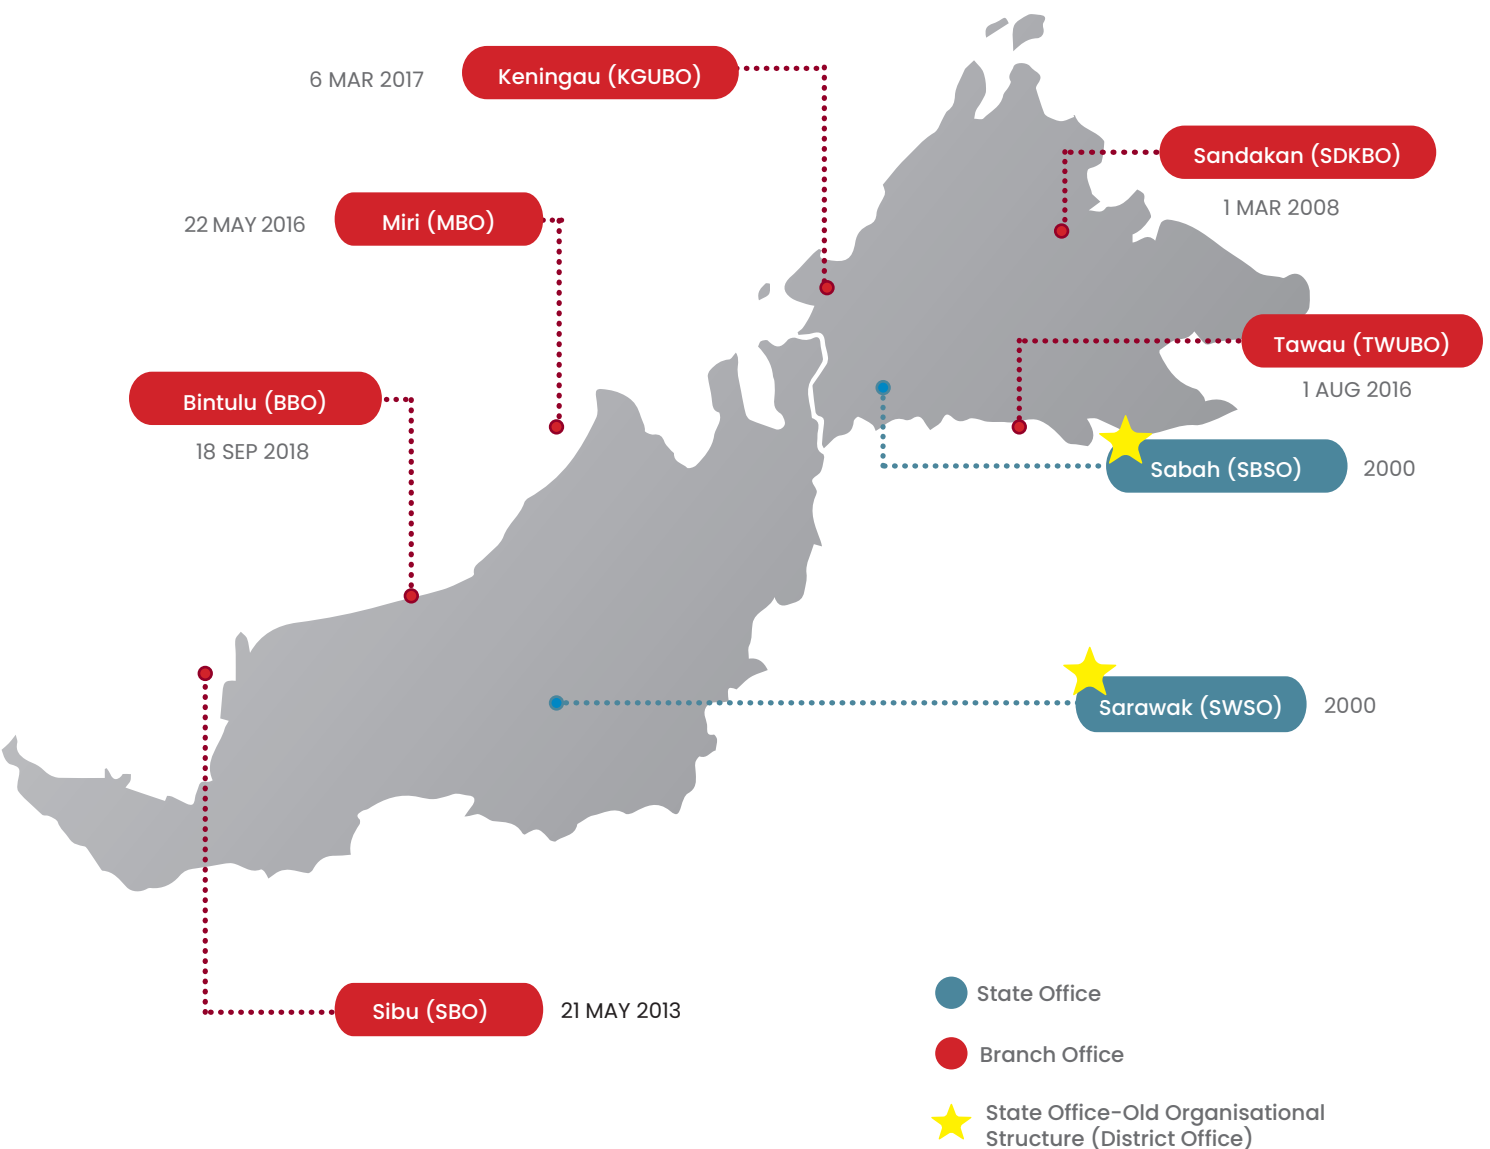 Keningau (KGUBO)
6 MAR 2017
Sandakan (SDKBO)
1 MAR 2008
Miri (MBO)
22 MAY 2016
Tawau (TWUBO)
1 AUG 2016
Bintulu (BBO)
18 SEP 2018
Sabah (SBSO)
2000
Sarawak (SWSO)
2000
Sibu (SBO)
21 MAY 2013
State Office
Branch Office
State Office-Old Organisational
Structure (District Office)